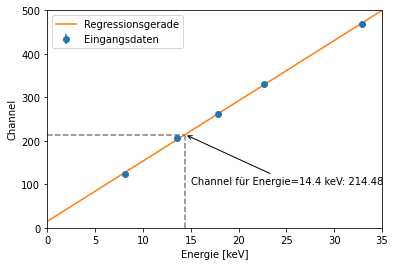 500
400
300
200
100
0
Channel
Regressionsgerade
Eingangsdaten
Channel für Energie=14.4 keV: 214.48
0 5 10 15 20 25 30 35
Energie [keV]